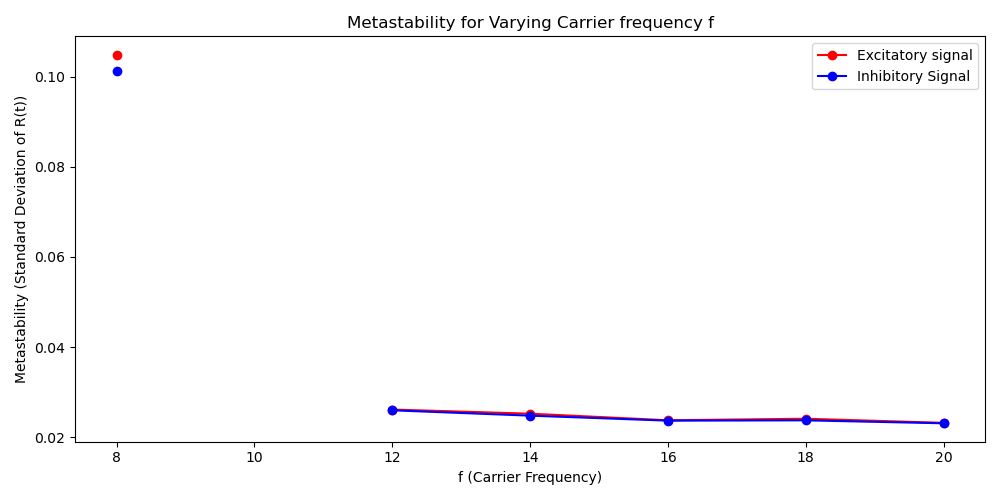 Metastability for Varying Carrier frequency f
Excitatory signal
Inhibitory Signal
Metastability (Standard Deviation of R(t))
0.10
0.08
0.06
0.04
0.02
8 10 12 14 16 18 20
f (Carrier Frequency)